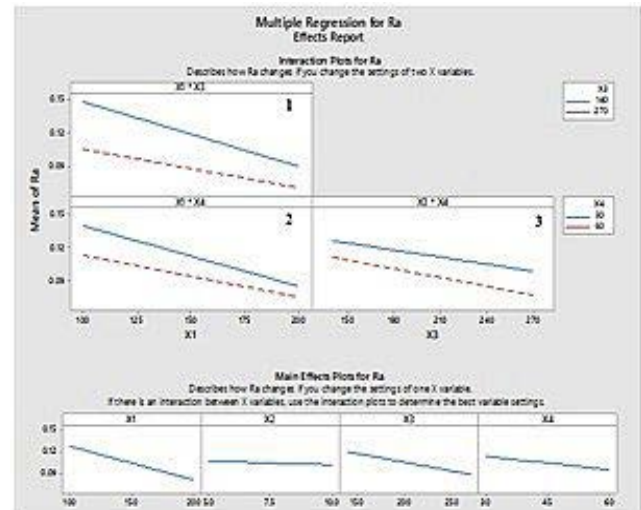 Multiple Regression for Ra
Effects Report
Interaction Plots for Ra
Describes how Ra changes if you change the settings of two X variables.
X1 * X3
1
X3
270
0.15
0.12
0.09
Mean of Ra
X1 * X4
2
X3 * X4
3
X4
30
60
0.15
0.12
0.09
100 125 150 175 200
150 180 210 240 270
X1
X3
Main Effects Plots for Ra
Describes how Ra changes if you change the settings of one X variable.
If there is an interaction between X variables, use the interaction plots to determine the best variable settings.
X1 X2 X3 X4
0.15
0.12
0.09
100 150 200 5.0 7.5 10.0 150 200 250 30 45 60